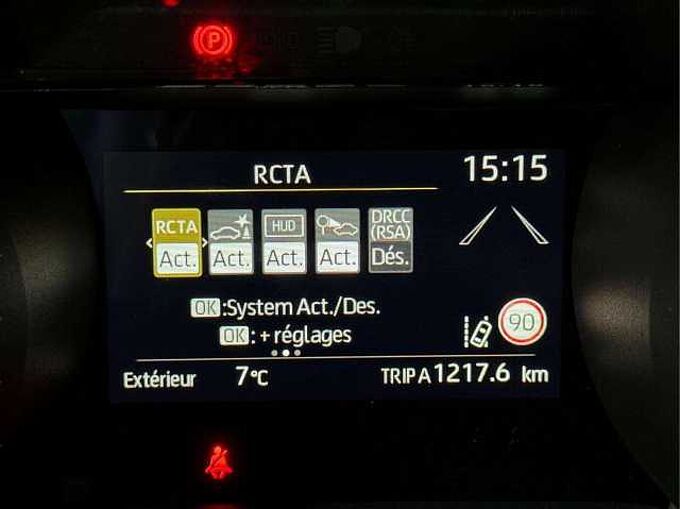 P
RCTA 15:15
RCTA HUD DRCC
(RSA)
Act. Act. Act. Act. Dés.
OK :System Act./Des.
OK : + réglages
90
Extérieur 7°C TRIP A 1217.6 km